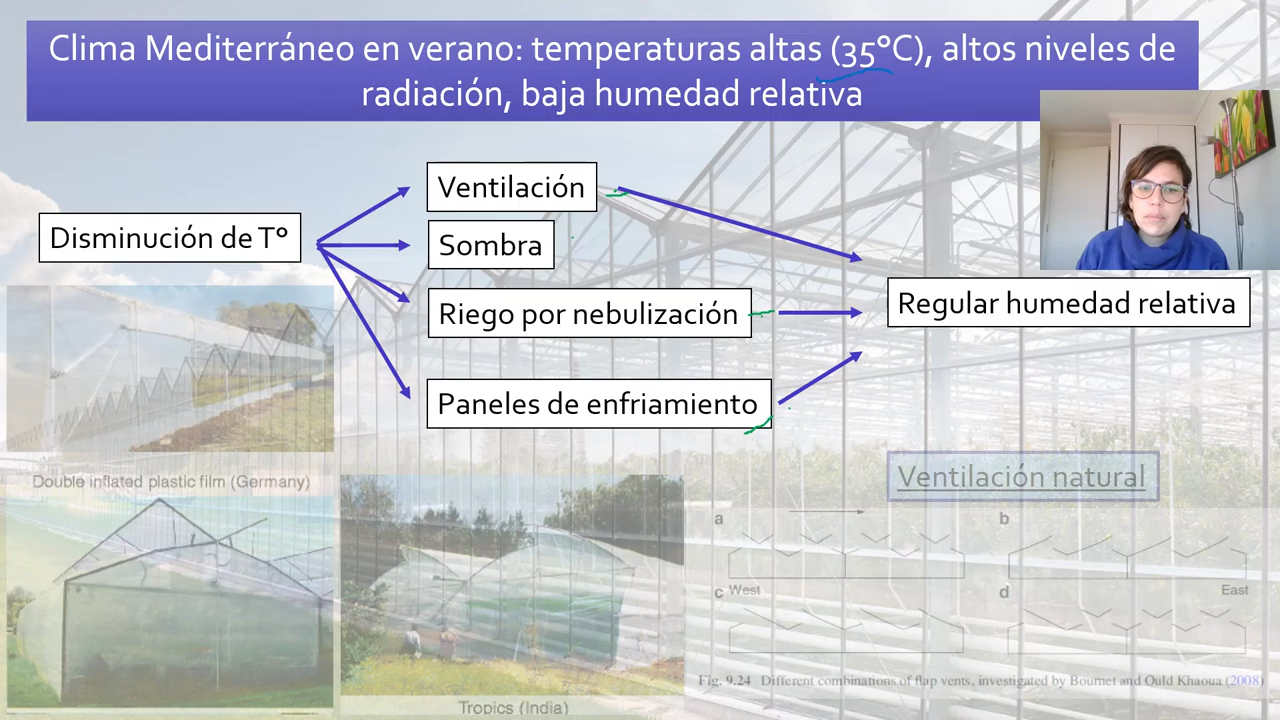 Clima Mediterráneo en verano: temperaturas altas (35°C), altos niveles de
radiación, baja humedad relativa
Disminución de T°
Ventilación
Sombra
Riego por nebulización
Paneles de enfriamiento
Regular humedad relativa
Double inflated plastic film (Germany)
Tropics (India)
Ventilación natural
a
b
c West
d
East
Fig. 9.24 Different combinations of flap vents, investigated by Bournet and Ould Khaoua (2008)